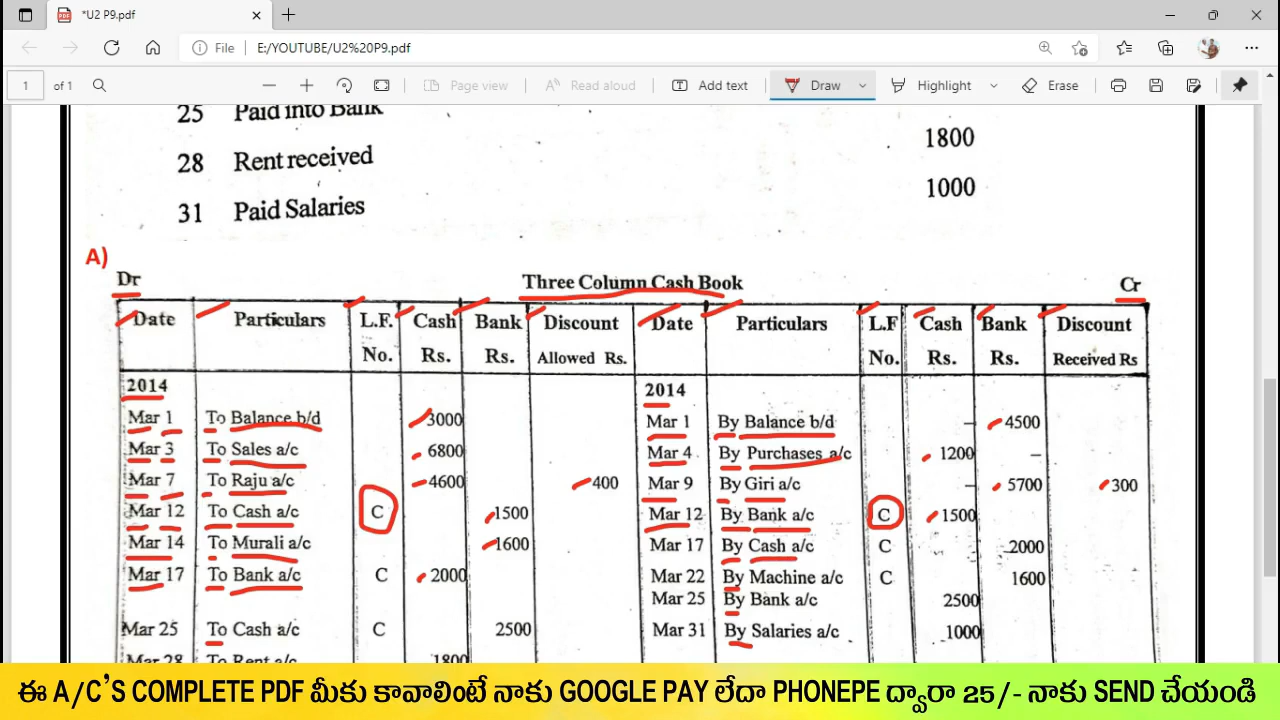 *U2 P9.pdf
File E:/YOUTUBE/U2%20P9.pdf
1 of 1 Page view Read aloud Add text Draw Highlight Erase
25 Paid into Bank
1800
28 Rent received
1000
31 Paid Salaries
A)
Dr Three Column Cash Book Cr
Date Particulars L.F. Cash Bank Discount Date Particulars L.F Cash Bank Discount
No. Rs. Rs. Allowed Rs. No. Rs. Rs. Received Rs
2014 2014
Mar 1 To Balance b/d 3000 Mar 1 By Balance b/d – 4500
Mar 3 To Sales a/c 6800 Mar 4 By Purchases a/c 1200 –
Mar 7 To Raju a/c 4600 400 Mar 9 By Giri a/c – 5700 300
Mar 12 To Cash a/c C 1500 Mar 12 By Bank a/c C 1500
Mar 14 To Murali a/c 1600 Mar 17 By Cash a/c C 2000
Mar 17 To Bank a/c C 2000 Mar 22 By Machine a/c C 1600
Mar 25 By Bank a/c 2500
Mar 25 To Cash a/c C 2500 Mar 31 By Salaries a/c 1000
Mar 28 To Rent a/c 1800
ఈ A/C'S COMPLETE PDF మీకు కావాలింటే నాకు GOOGLE PAY లేదా PHONEPE ద్వారా 25/- నాకు SEND చేయండి